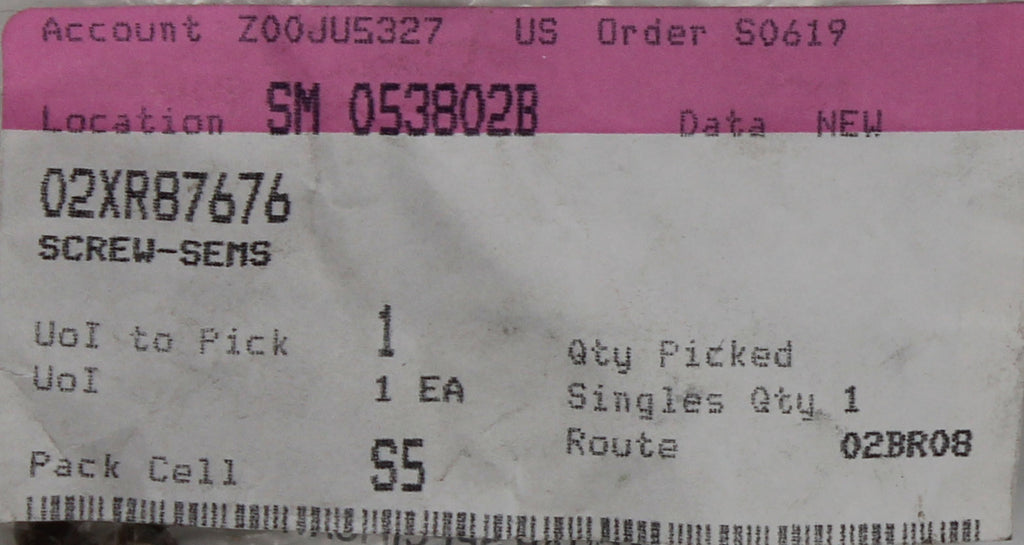 Account Z00JU5327 US Order S0619
Location SM 053802B Data NEW
02XR87676
SCREW-SEMS
UoI to Pick 1
Qty Picked
UoI 1 EA
Singles Qty 1
Route 02BR08
Pack Cell S5